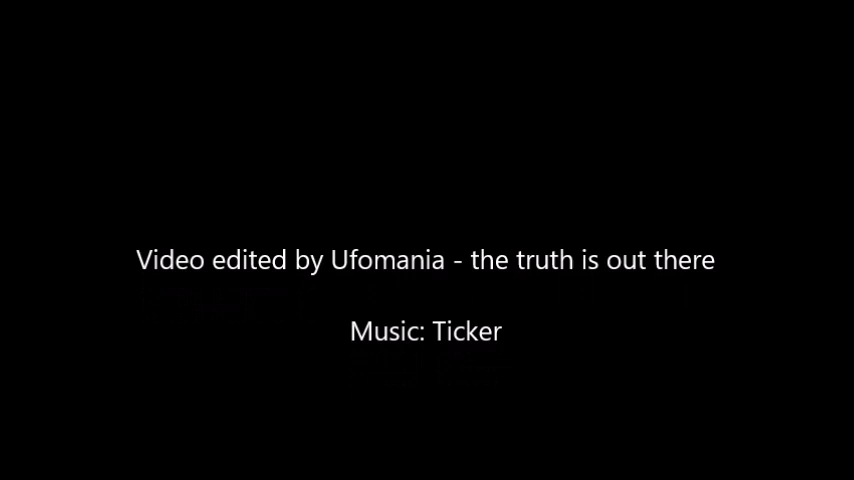 Video edited by Ufomania - the truth is out there
Music: Ticker